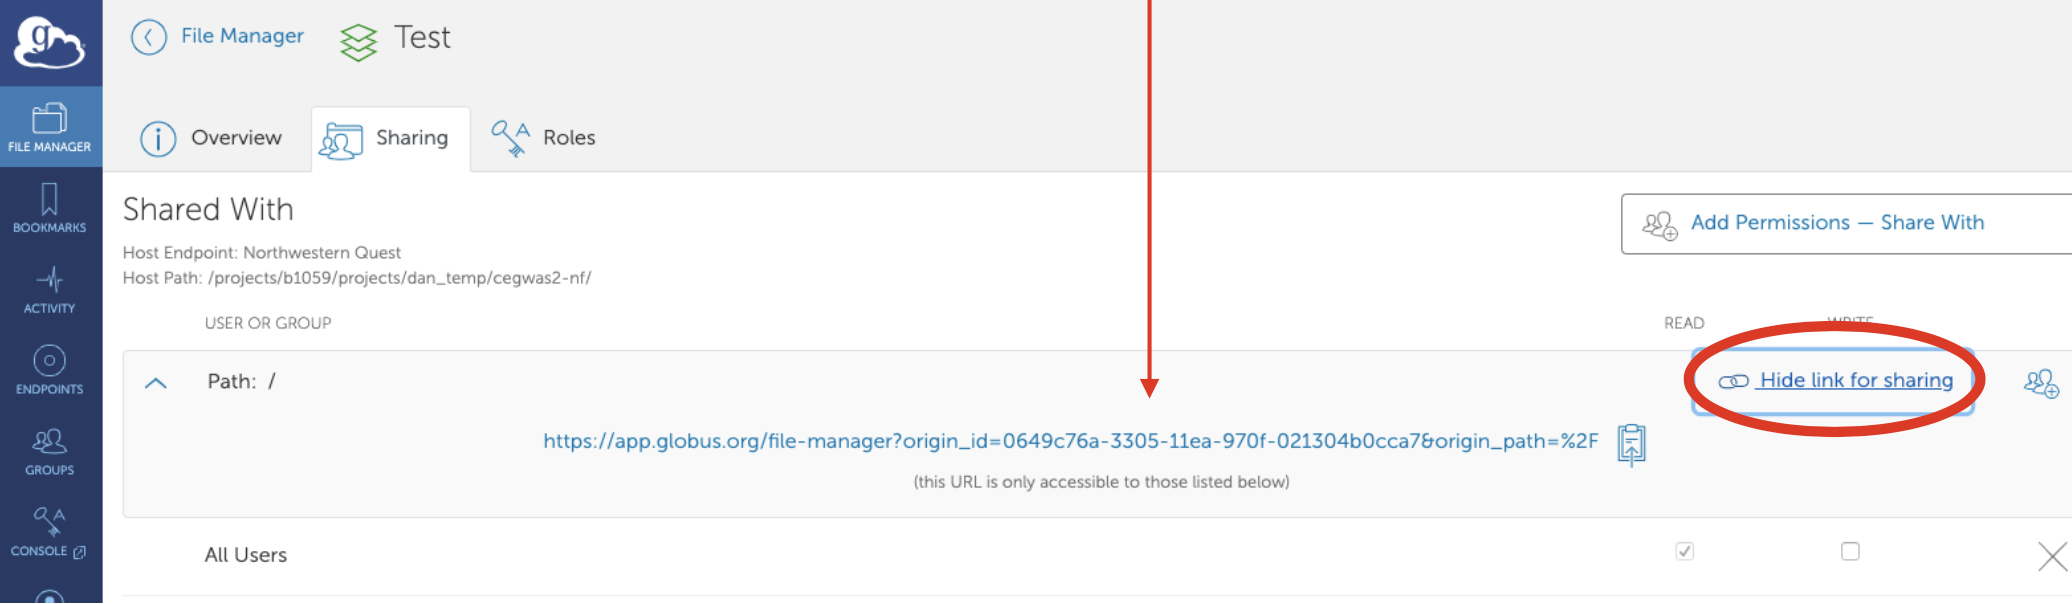 g
File Manager
Test
FILE MANAGER
Overview
Sharing
Roles
BOOKMARKS
Shared With
Add Permissions — Share With
Host Endpoint: Northwestern Quest
Host Path: /projects/b1059/projects/dan_temp/cegwas2-nf/
ACTIVITY
USER OR GROUP
READ
WRITE
Path: /
Hide link for sharing
ENDPOINTS
https://app.globus.org/file-manager?origin_id=0649c76a-3305-11ea-970f-021304b0cca7&origin_path=%2F
GROUPS
(this URL is only accessible to those listed below)
CONSOLE
All Users